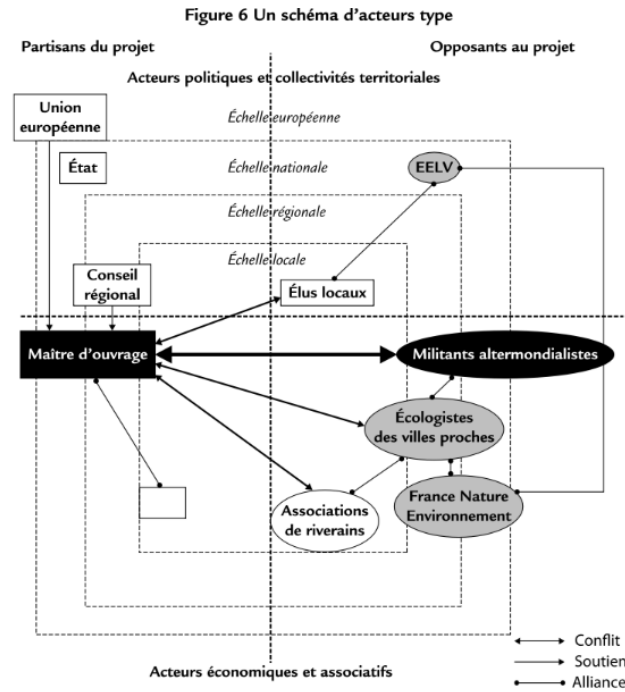 Figure 6 Un schéma d'acteurs type
Partisans du projet
Opposants au projet
Acteurs politiques et collectivités territoriales
Union
européenne
Échelle européenne
État
Échelle nationale
EELV
Échelle régionale
Échelle locale
Conseil
régional
Élus locaux
Maître d'ouvrage
Militants altermondialistes
Écologistes
des villes proches
Associations
de riverains
France Nature
Environnement
Acteurs économiques et associatifs
Conflit
Soutien
Alliance